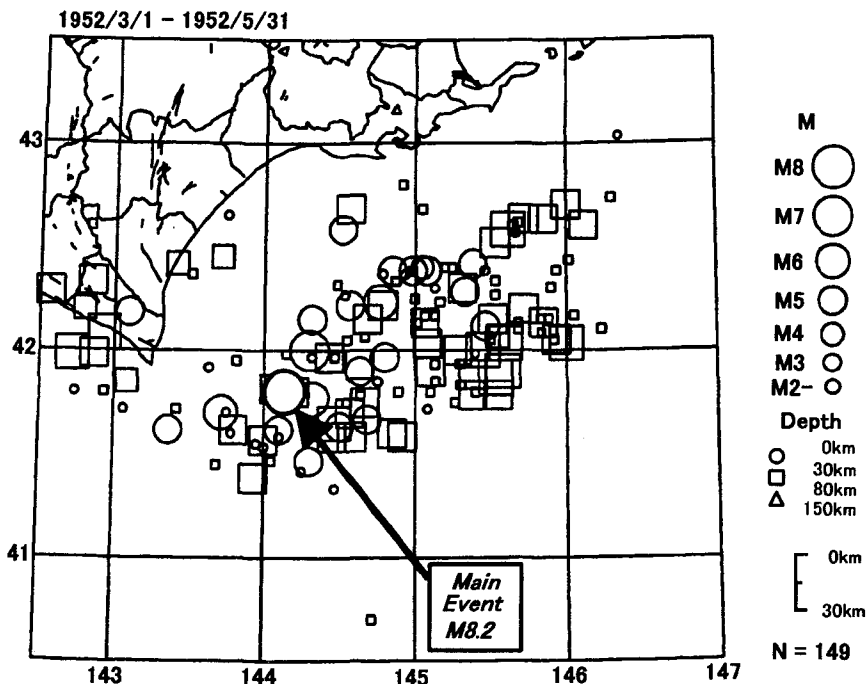 1952/3/1 - 1952/5/31
43
42
41
143
144
145
146
147
Main
Event
M8.2
M
M8
M7
M6
M5
M4
M3
M2-
Depth
0km
30km
80km
150km
0km
30km
N = 149